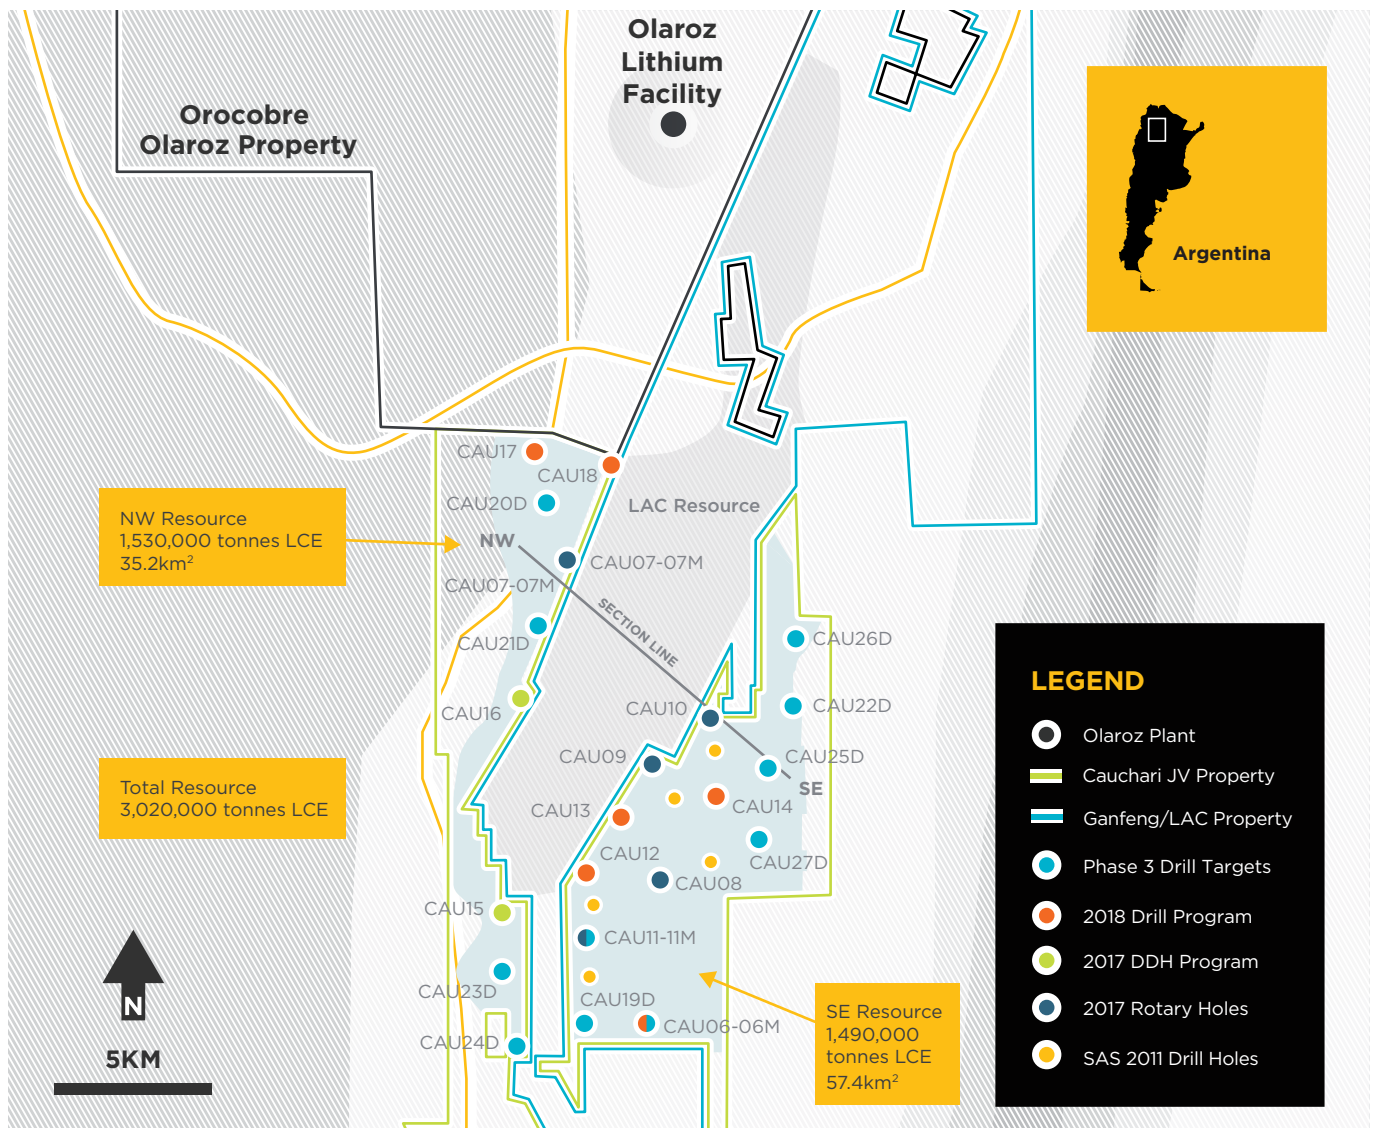 Olaroz
Lithium
Facility
Orocobre
Olaroz Property
Argentina
CAU17
CAU18
CAU20D
LAC Resource
NW Resource
1,530,000 tonnes LCE
35.2km²
NW
CAU07-07M
CAU07-07M
SECTION LINE
CAU21D
CAU26D
CAU16
CAU10
CAU22D
CAU09
CAU25D
SE
Total Resource
3,020,000 tonnes LCE
CAU13
CAU14
CAU12
CAU27D
CAU08
CAU15
CAU11-11M
CAU23D
CAU19D
CAU06-06M
CAU24D
SE Resource
1,490,000
tonnes LCE
57.4km²
N
5KM
LEGEND
Olaroz Plant
Cauchari JV Property
Ganfeng/LAC Property
Phase 3 Drill Targets
2018 Drill Program
2017 DDH Program
2017 Rotary Holes
SAS 2011 Drill Holes